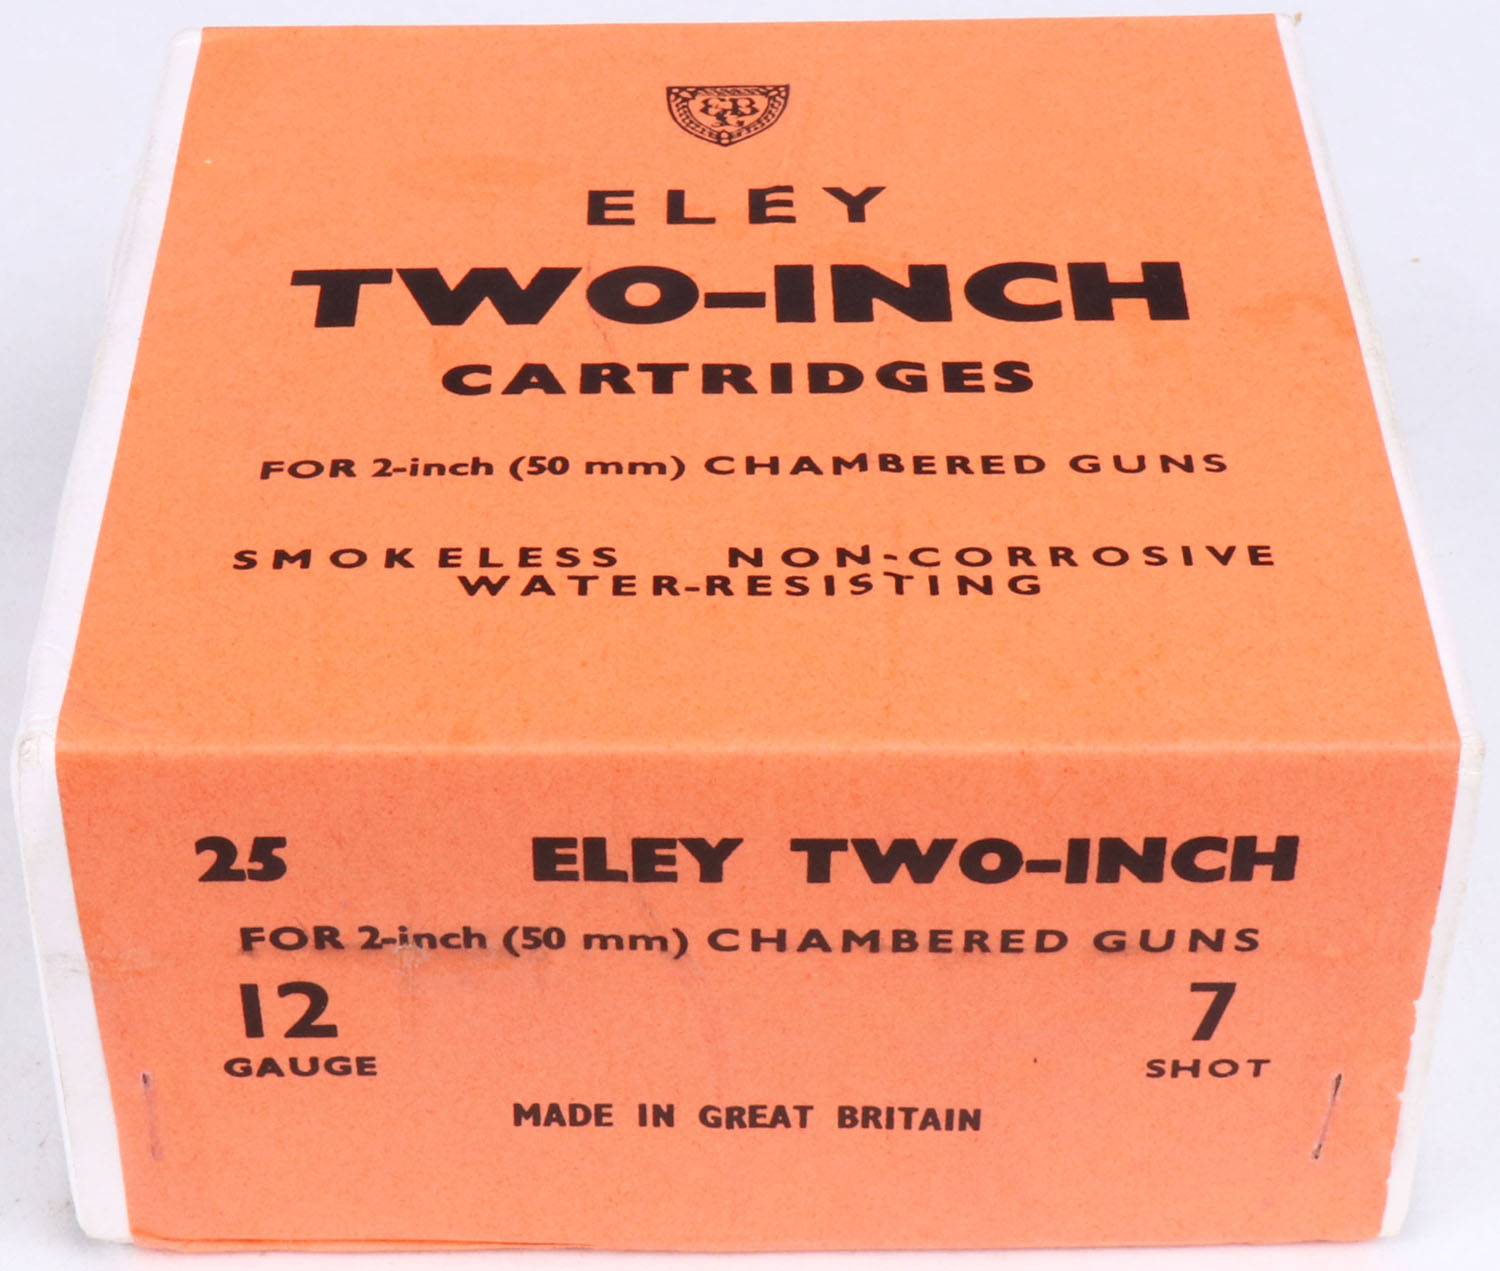 EBG
ELEY
TWO-INCH
CARTRIDGES
FOR 2-inch (50 mm) CHAMBERED GUNS
SMOKELESS NON-CORROSIVE
WATER-RESISTING
25 ELEY TWO-INCH
FOR 2-inch (50 mm) CHAMBERED GUNS
12 7
GAUGE SHOT
MADE IN GREAT BRITAIN